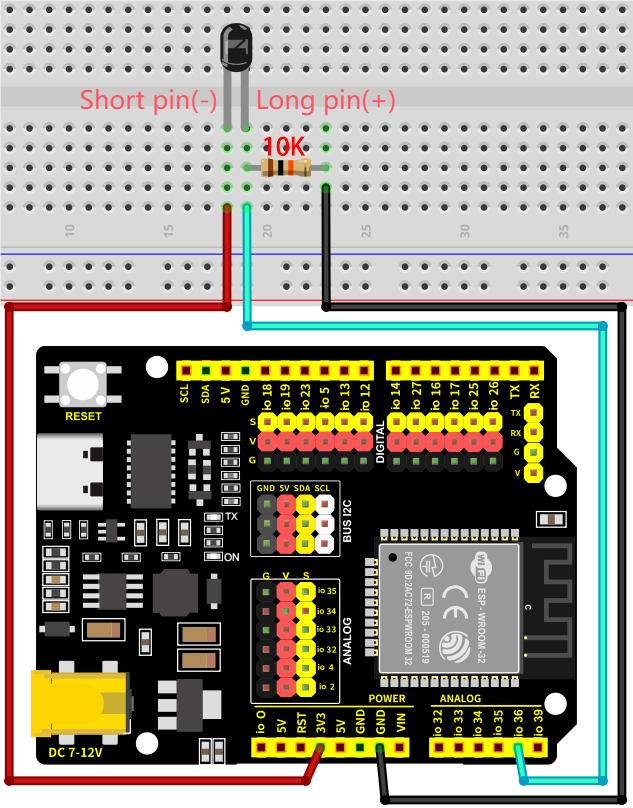 Short pin(-)
Long pin(+)
10K
10
15
20
25
30
35
RESET
SCL
SDA
5V
GND
io 18
io 19
io 23
io 5
io 13
io 12
io 14
io 27
io 16
io 17
io 25
io 26
TX
RX
S
V
G
DIGITAL
TX
RX
G
V
GND 5V SDA SCL
BUS I2C
TX
ON
G V S
io 35
io 34
io 33
io 32
io 4
io 2
ANALOG
WiFi
ESP-WROOM-32
CE
R
205-000519
FCC 9D:2AC72-ESPWROOM 32
C
DC 7-12V
POWER
ANALOG
io O
5V
RST
3V3
5V
GND
GND
VIN
io 32
io 33
io 34
io 35
io 36
io 39